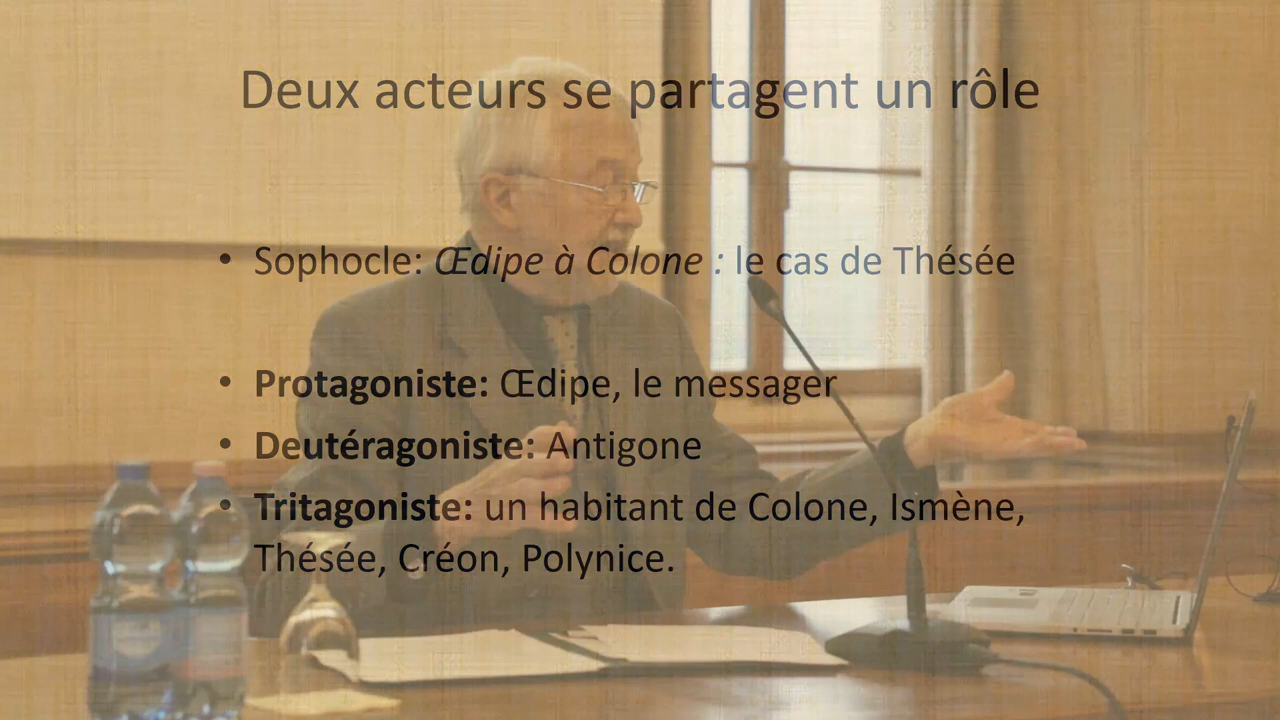 Deux acteurs se partagent un rôle
• Sophocle: Œdipe à Colone : le cas de Thésée
• Protagoniste: Œdipe, le messager
• Deutéragoniste: Antigone
• Tritagoniste: un habitant de Colone, Ismène,
Thésée, Créon, Polynice.